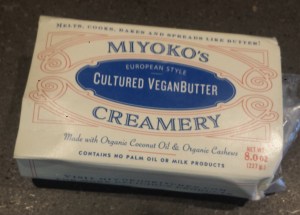 MELTS, COOKS, BAKES AND SPREADS LIKE BUTTER!
MIYOKO'S
EUROPEAN STYLE
CULTURED VEGANBUTTER
CREAMERY
Made with Organic Coconut Oil & Organic Cashews
CONTAINS NO PALM OIL OR MILK PRODUCTS
NET WT
8.0 oz
(227 g)